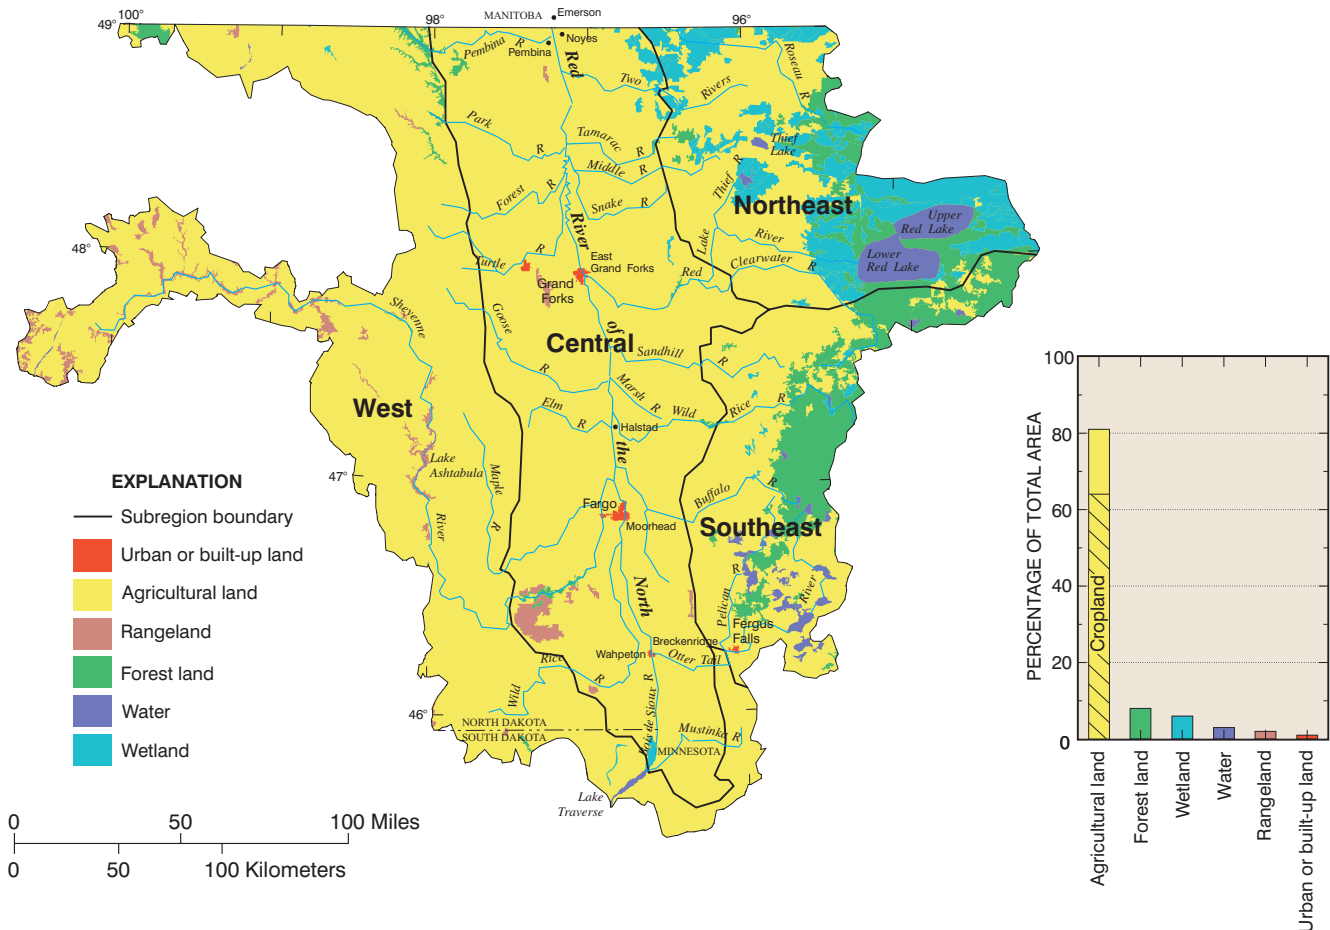 100°
98°
96°
49°
MANITOBA
Emerson
Noyes
Pembina
Pembina R
Red
Two Rivers
Roseau R
Park R
Tamarac R
Thief Lake
Middle R
Forest R
Snake R
Thief R
Northeast
Upper Red Lake
Lower Red Lake
River
River
48°
Turtle R
East Grand Forks
Grand Forks
Red Lake
Clearwater R
Sheyenne
Goose R
of
Central
Sandhill R
West
Marsh R
Wild Rice R
Elm R
Halstad
the
Lake Ashtabula
47°
Maple R
Buffalo R
Fargo
Moorhead
Southeast
River
North
Pelican R
River
Fergus Falls
Breckenridge
Wahpeton
Otter Tail
Wild Rice R
46°
NORTH DAKOTA
SOUTH DAKOTA
Bois de Sioux R
Mustinka R
MINNESOTA
Lake Traverse
EXPLANATION
Subregion boundary
Urban or built-up land
Agricultural land
Rangeland
Forest land
Water
Wetland
0 50 100 Miles
0 50 100 Kilometers
PERCENTAGE OF TOTAL AREA
100
80
60
40
20
0
Cropland
Agricultural land
Forest land
Wetland
Water
Rangeland
Urban or built-up land